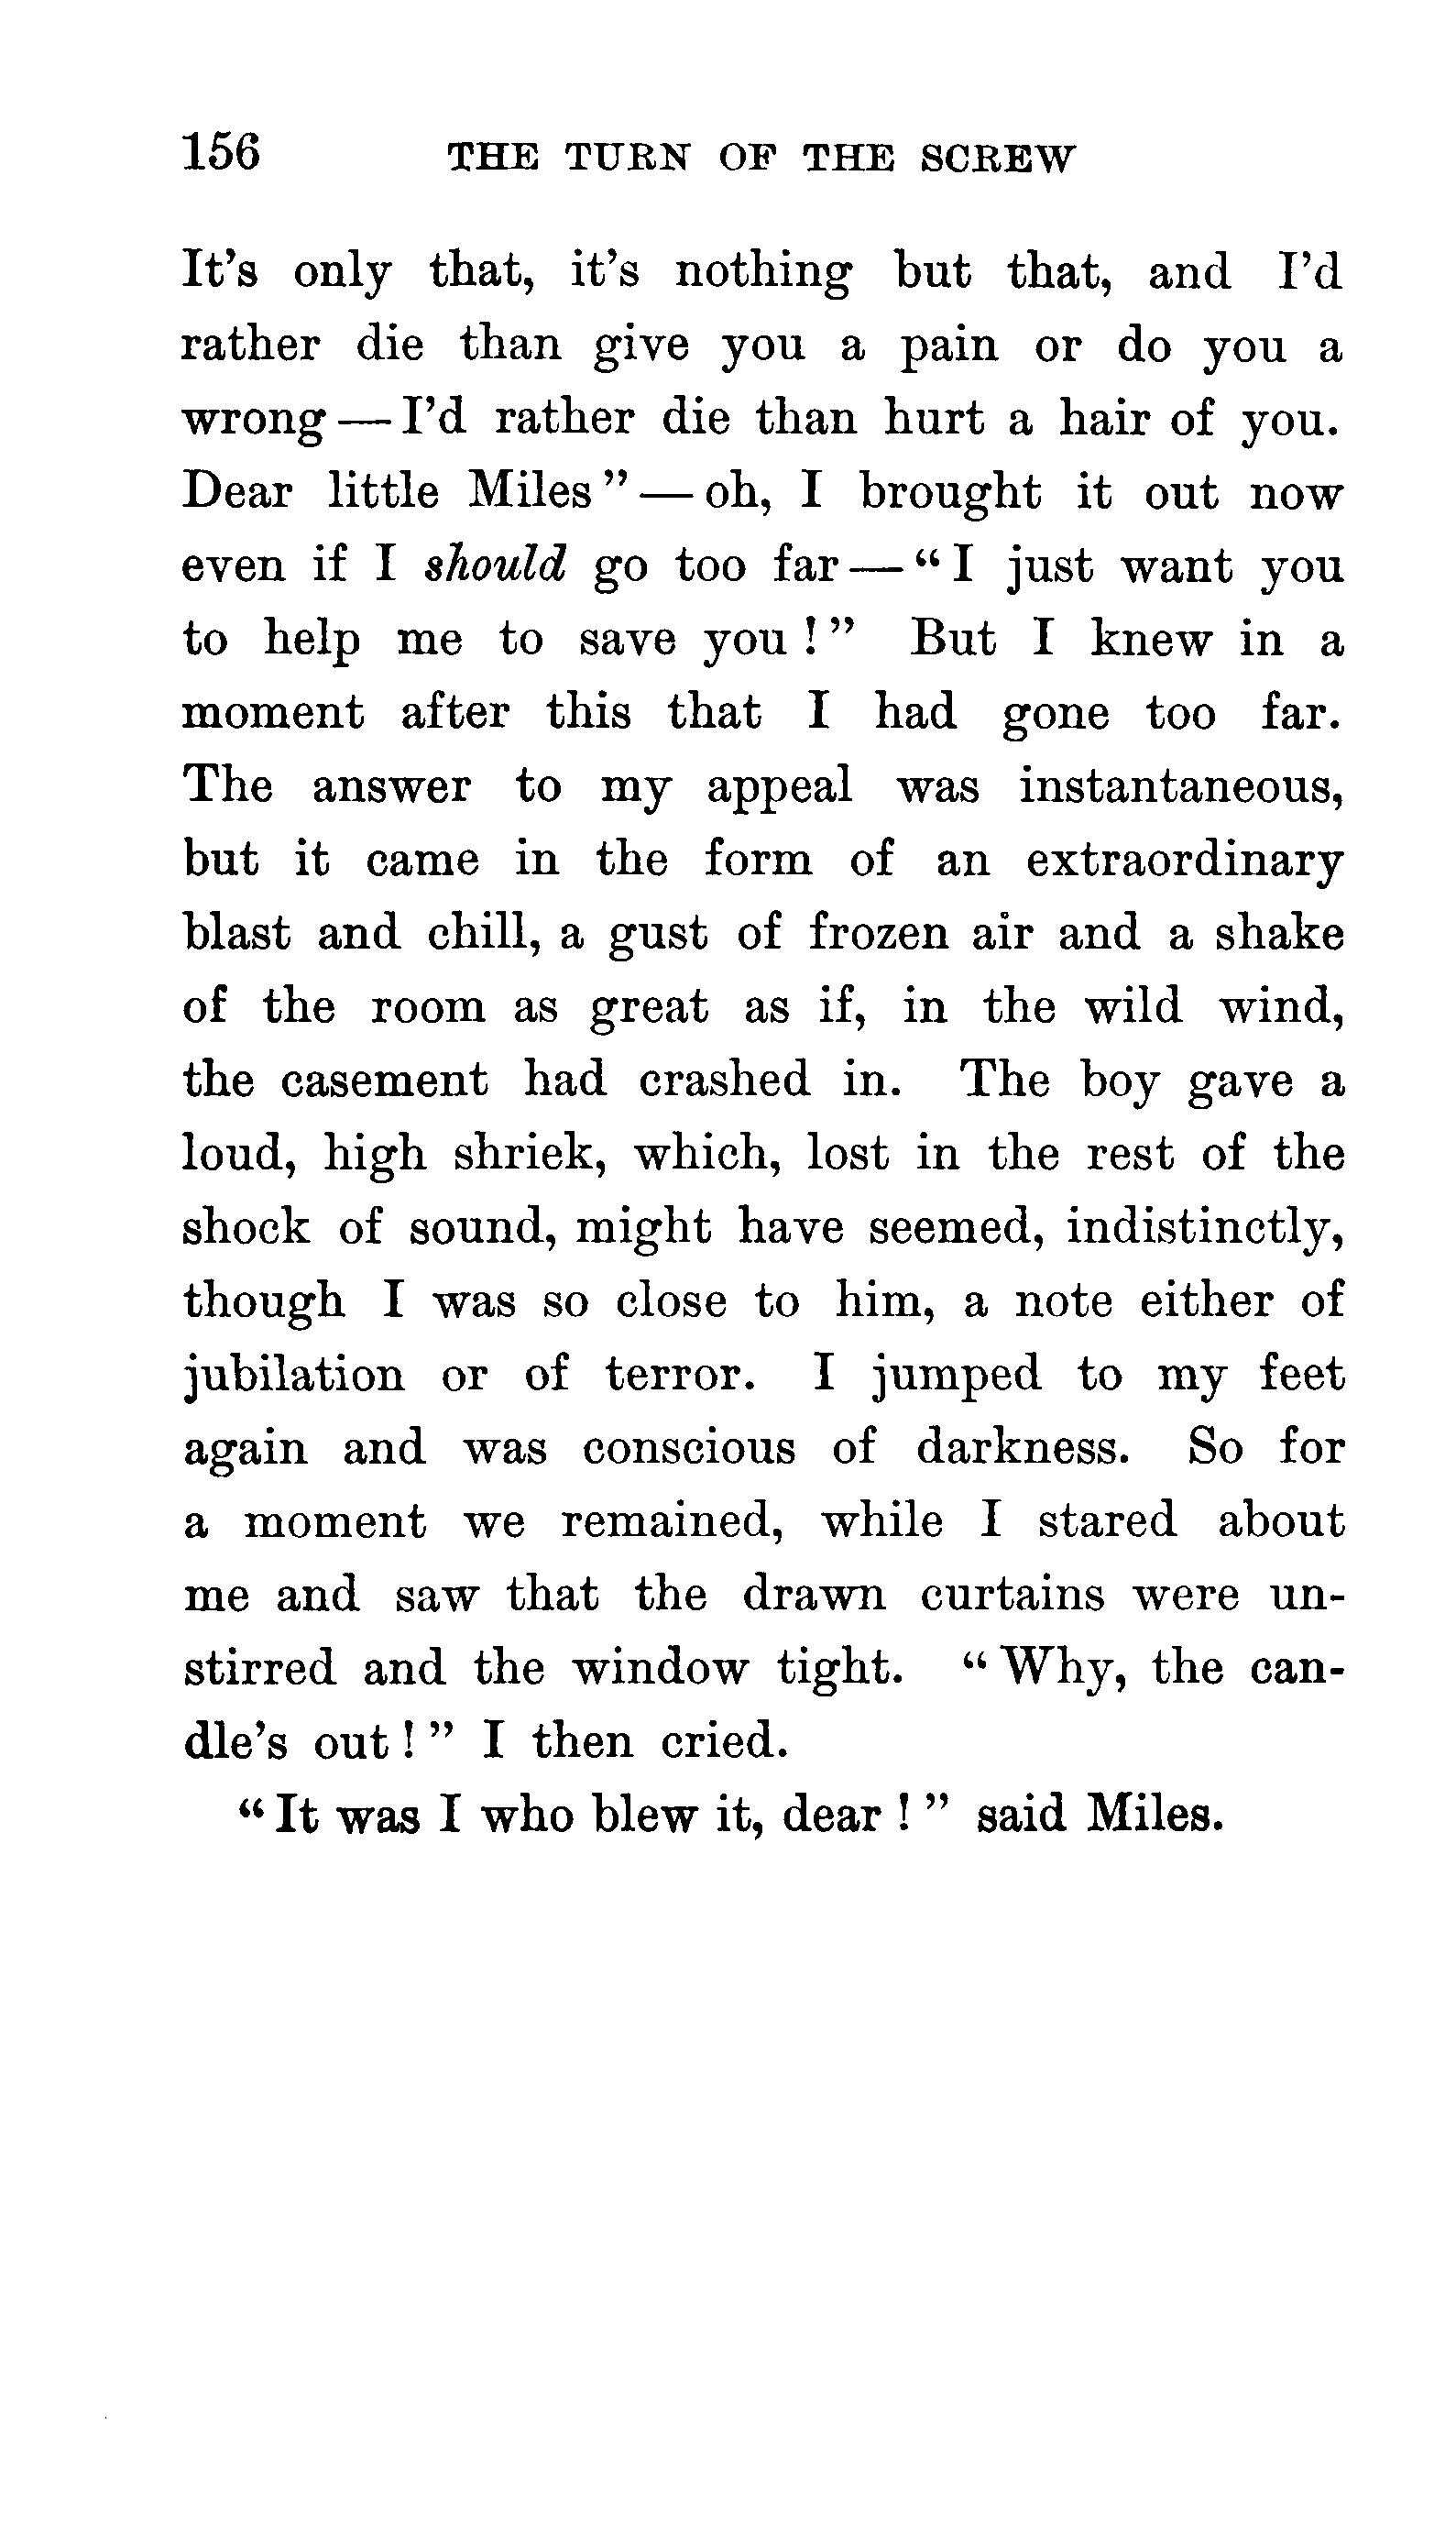 156 THE TURN OF THE SCREW
It's only that, it's nothing but that, and I'd
rather die than give you a pain or do you a
wrong — I'd rather die than hurt a hair of you.
Dear little Miles” — oh, I brought it out now
even if I should go too far — “I just want you
to help me to save you!” But I knew in a
moment after this that I had gone too far.
The answer to my appeal was instantaneous,
but it came in the form of an extraordinary
blast and chill, a gust of frozen air and a shake
of the room as great as if, in the wild wind,
the casement had crashed in. The boy gave a
loud, high shriek, which, lost in the rest of the
shock of sound, might have seemed, indistinctly,
though I was so close to him, a note either of
jubilation or of terror. I jumped to my feet
again and was conscious of darkness. So for
a moment we remained, while I stared about
me and saw that the drawn curtains were un-
stirred and the window tight. “Why, the can-
dle's out!” I then cried.
“It was I who blew it, dear!” said Miles.